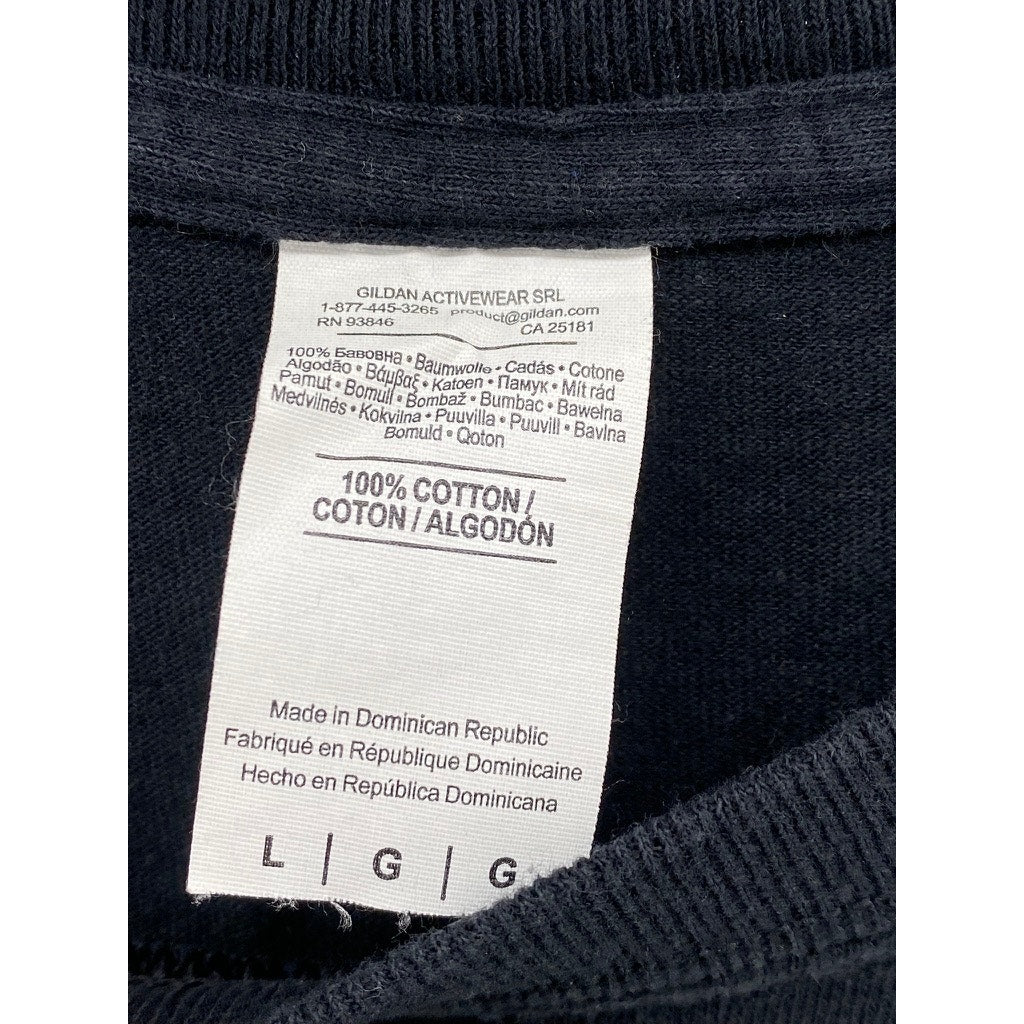 GILDAN ACTIVEWEAR SRL
1-877-445-3265 product@gildan.com
RN 93846 CA 25181
100% Бавовна • Baumwolle • Cadás • Cotone
Algodão • Βάμβαξ • Katoen • Памук • Mít rád
Pamut • Bomull • Bombaž • Bumbac • Bawełna
Medvilnės • Kokvilna • Puuvilla • Puuvill • Bavlna
Bomuld • Qoton
100% COTTON /
COTON / ALGODÓN
Made in Dominican Republic
Fabriqué en République Dominicaine
Hecho en República Dominicana
L | G | G